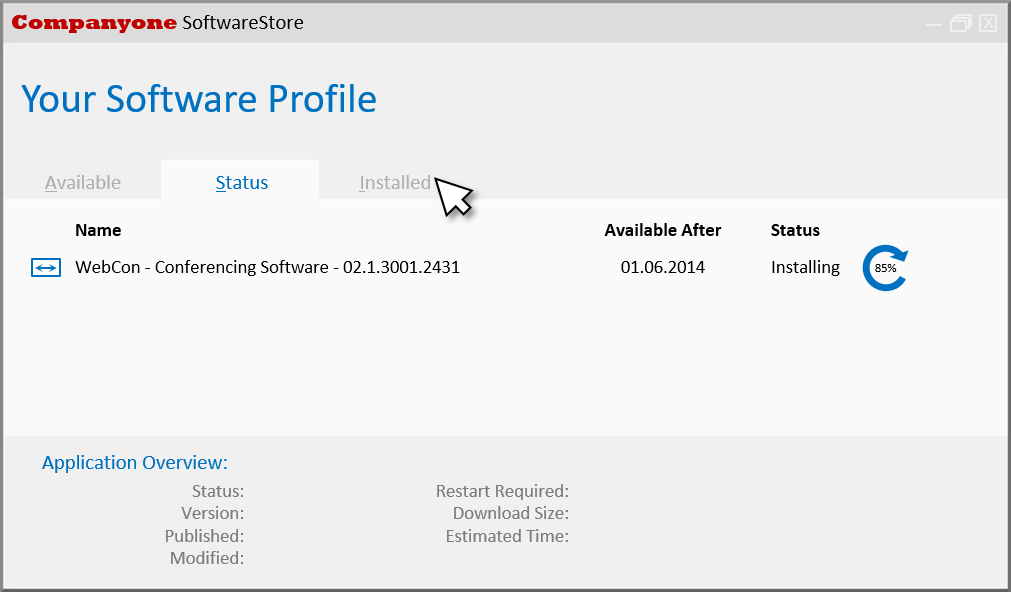 Companyone SoftwareStore
Your Software Profile
Available Status Installed
Name Available After Status
WebCon - Conferencing Software - 02.1.3001.2431 01.06.2014 Installing 85%
Application Overview:
Status: Restart Required:
Version: Download Size:
Published: Estimated Time:
Modified: